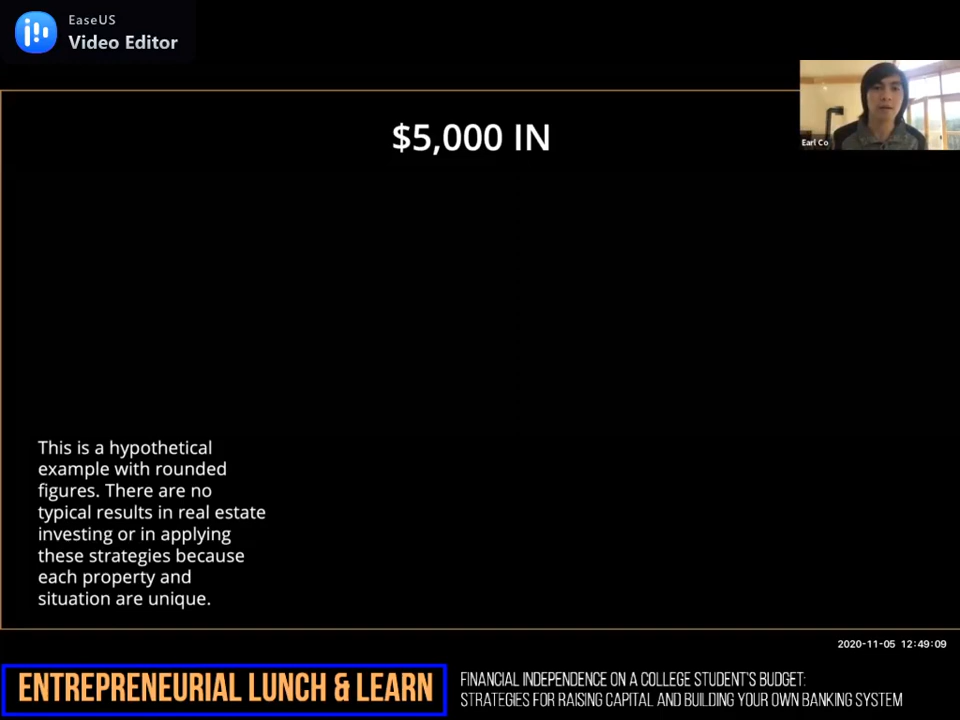 EaseUS
Video Editor
$5,000 IN
Earl Co
This is a hypothetical
example with rounded
figures. There are no
typical results in real estate
investing or in applying
these strategies because
each property and
situation are unique.
2020-11-05 12:49:09
ENTREPRENEURIAL LUNCH & LEARN
FINANCIAL INDEPENDENCE ON A COLLEGE STUDENT'S BUDGET:
STRATEGIES FOR RAISING CAPITAL AND BUILDING YOUR OWN BANKING SYSTEM